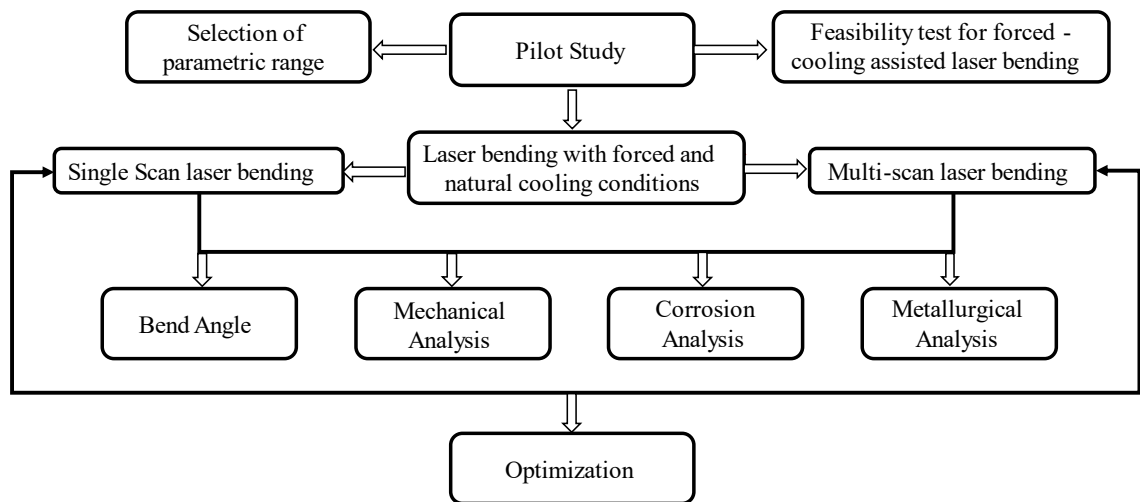 Selection of
parametric range
Pilot Study
Feasibility test for forced -
cooling assisted laser bending
Single Scan laser bending
Laser bending with forced and
natural cooling conditions
Multi-scan laser bending
Bend Angle
Mechanical
Analysis
Corrosion
Analysis
Metallurgical
Analysis
Optimization